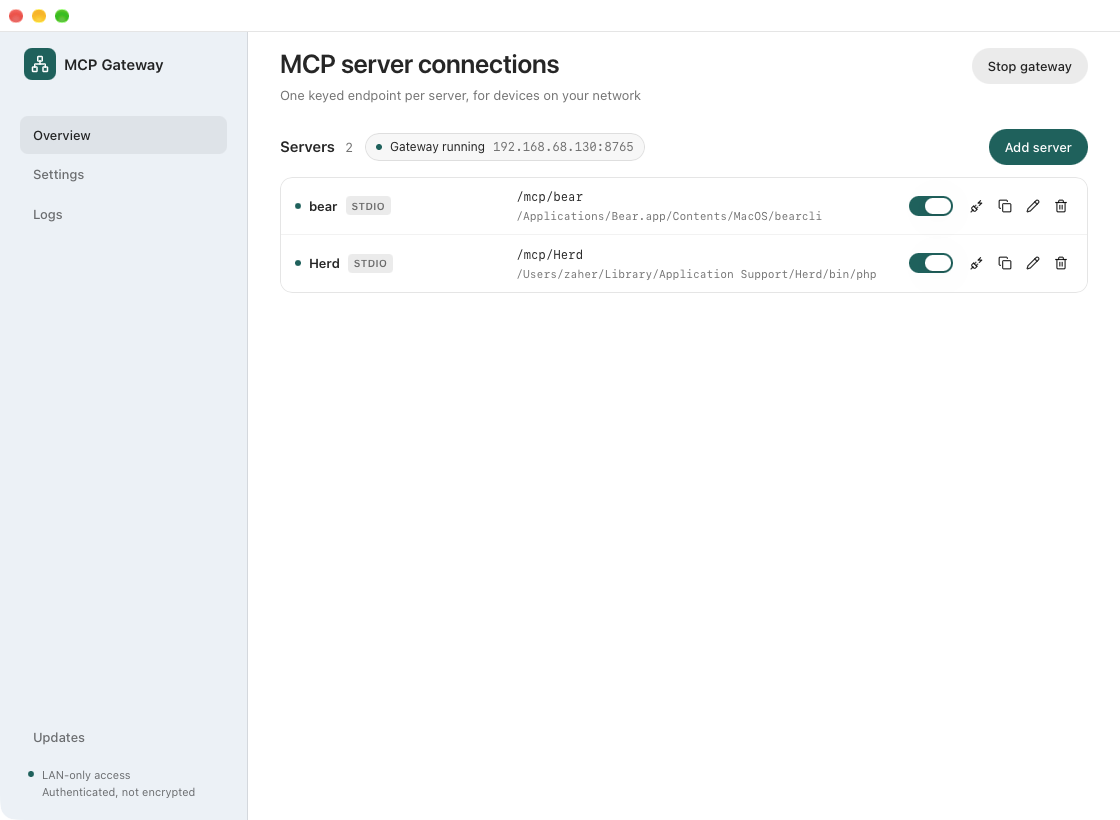 MCP Gateway
Overview
Settings
Logs
Updates
LAN-only access
Authenticated, not encrypted
MCP server connections
One keyed endpoint per server, for devices on your network
Stop gateway
Servers 2 Gateway running 192.168.68.130:8765
Add server
bear STDIO
/mcp/bear
/Applications/Bear.app/Contents/MacOS/bearcli
Herd STDIO
/mcp/Herd
/Users/zaher/Library/Application Support/Herd/bin/php